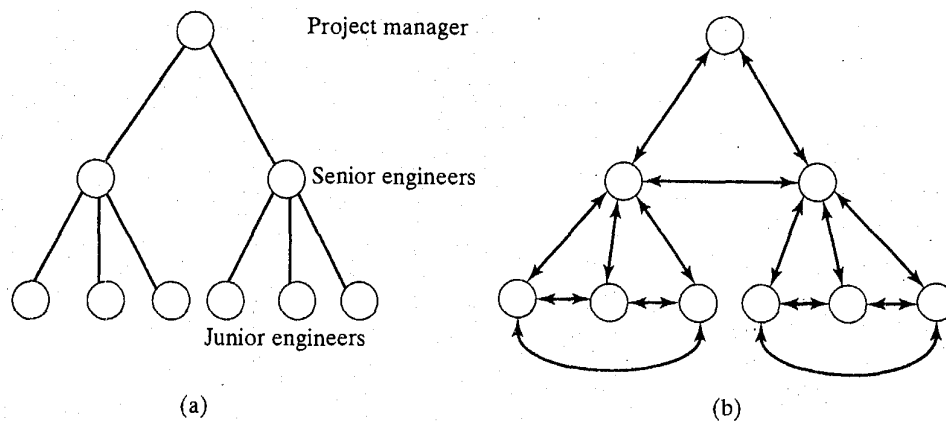 Project manager
Senior engineers
Junior engineers
(a)
(b)